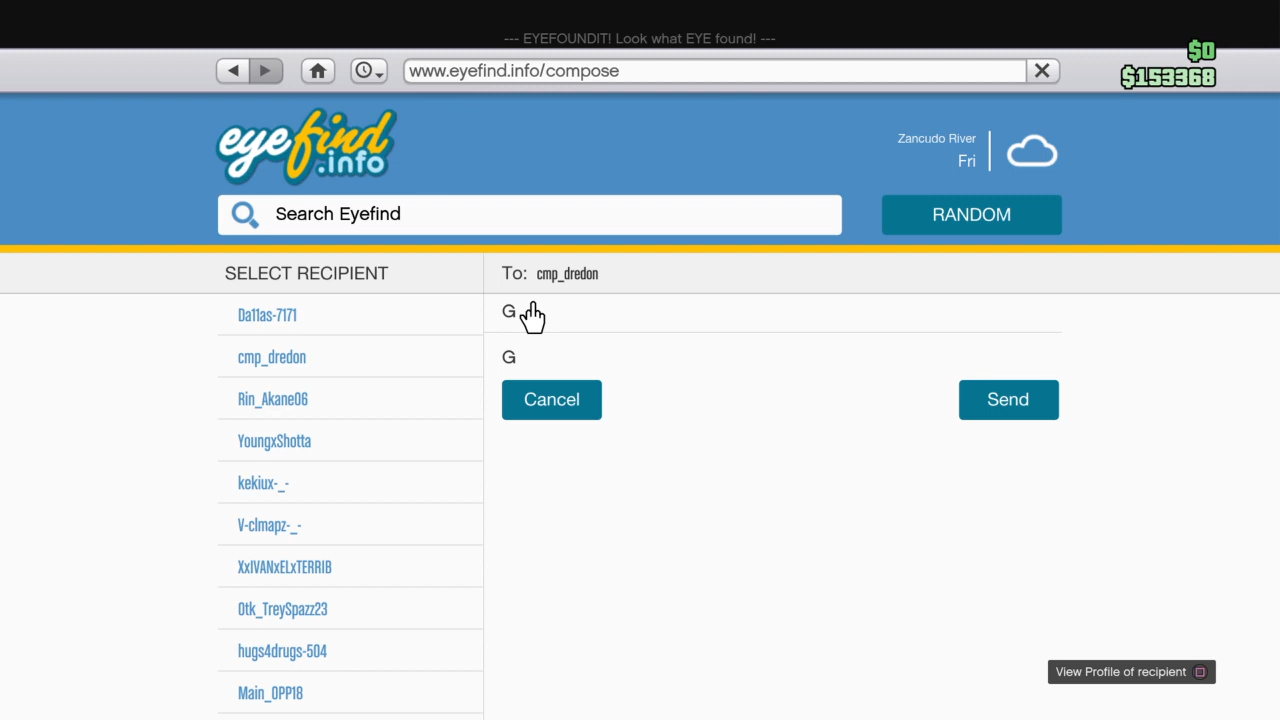 --- EYEFOUNDIT! Look what EYE found! ---
www.eyefind.info/compose
$0
$153368
eyefind
.info
Zancudo River
Fri
Search Eyefind
RANDOM
SELECT RECIPIENT
To: cmp_dredon
Da11as-7171
G
cmp_dredon
G
Rin_Akane06
Cancel
Send
YoungxShotta
kekiux-_-
V-clmapz-_-
XxIVANxELxTERRIB
Otk_TreySpazz23
hugs4drugs-504
Main_OPP18
View Profile of recipient